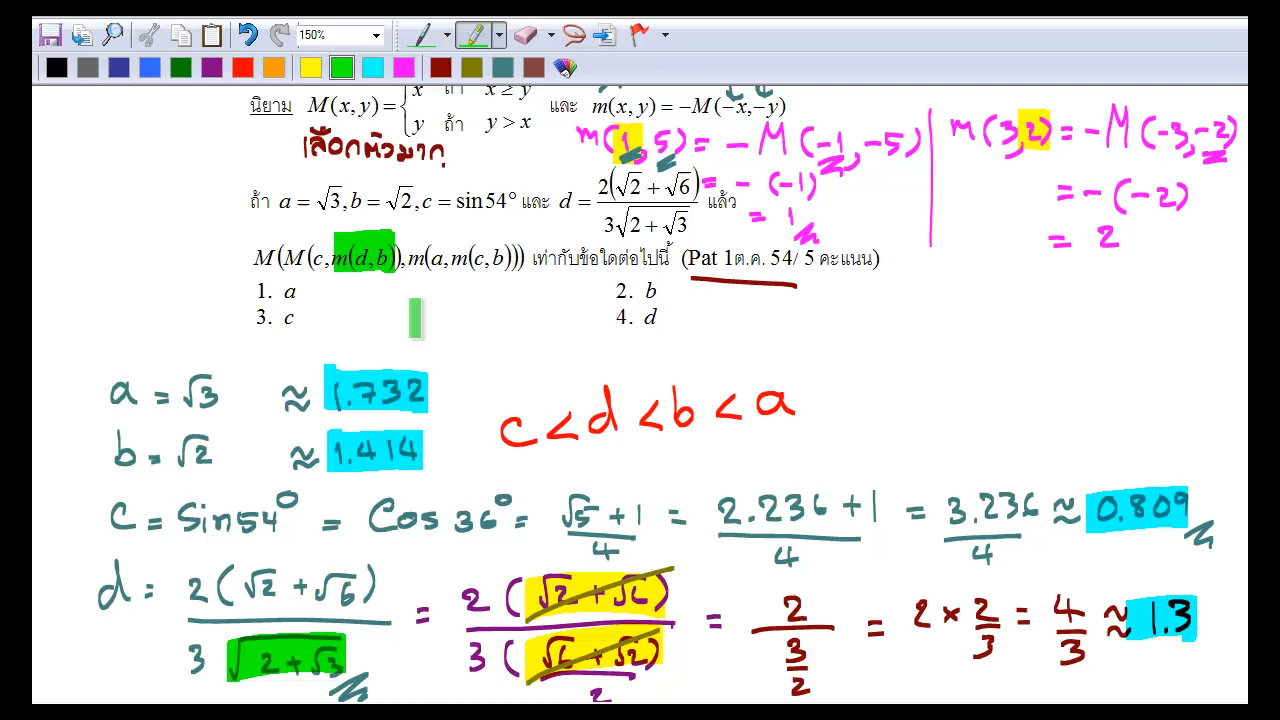 150%
นิยาม M(x, y) = { x ถ้า x ≥ y และ m(x, y) = −M(−x,−y)
y ถ้า y > x
เลือกตัวมาก
m(1, 5) = - M(-1, -5)
= - (-1)
= 1
m(3,2) = - M(-3,-2)
= - (-2)
= 2
ถ้า a = √3, b = √2, c = sin 54° และ d = 2(√2 + √6) / 3√(2 + √3) แล้ว
M(M(c, m(d, b)), m(a, m(c, b))) เท่ากับข้อใดต่อไปนี้ (Pat 1ต.ค. 54/ 5 คะแนน)
1. a 2. b
3. c 4. d
a = √3 ≈ 1.732
b = √2 ≈ 1.414
c < d < b < a
c = sin54° = cos 36° = (√5 + 1)/4 = (2.236 + 1)/4 = 3.236/4 ≈ 0.809
d = 2(√2 + √6) / 3√(2 + √3) = 2(√2 + √6) / 3((√6 + √2)/2) = 2/(3/2) = 2 × 2/3 = 4/3 ≈ 1.3